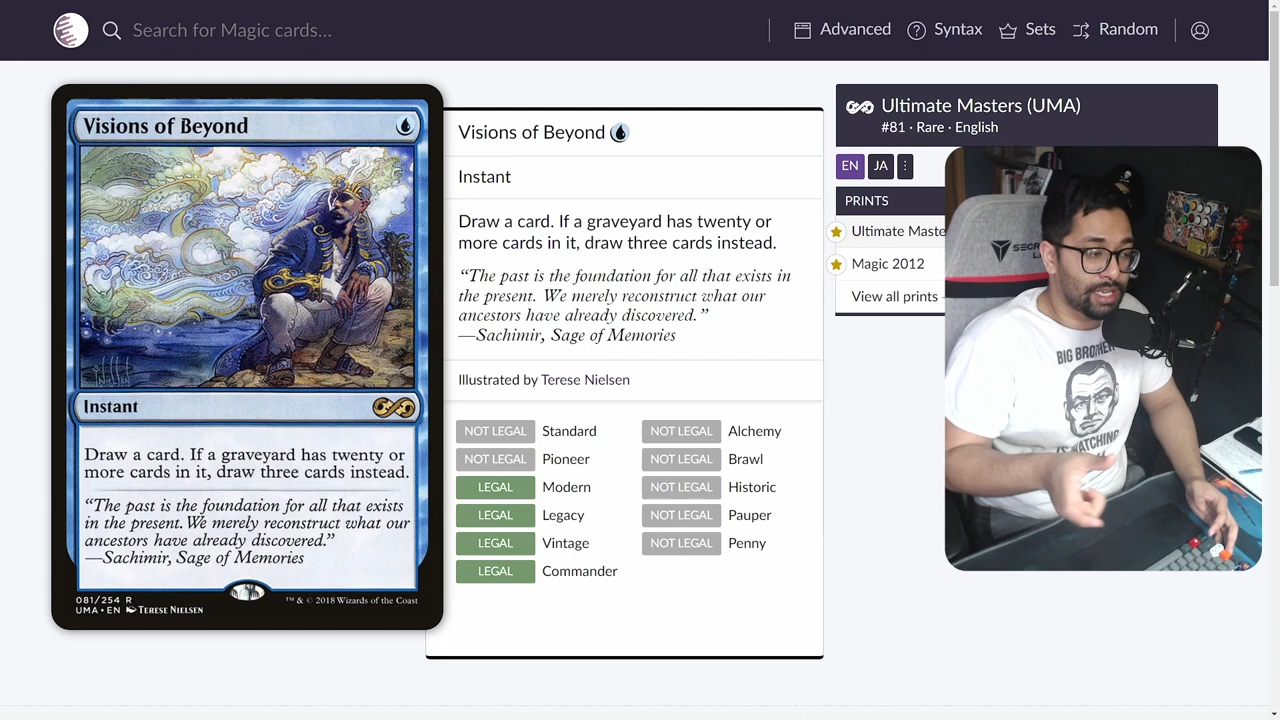 Search for Magic cards...
Advanced
Syntax
Sets
Random
Visions of Beyond
Instant
Draw a card. If a graveyard has twenty or
more cards in it, draw three cards instead.
“The past is the foundation for all that exists
in the present. We merely reconstruct what our
ancestors have already discovered.”
—Sachimir, Sage of Memories
081/254 R
UMA • EN TERESE NIELSEN
™ & © 2018 Wizards of the Coast
Visions of Beyond
Instant
Draw a card. If a graveyard has twenty or
more cards in it, draw three cards instead.
“The past is the foundation for all that exists in
the present. We merely reconstruct what our
ancestors have already discovered.”
—Sachimir, Sage of Memories
Illustrated by Terese Nielsen
NOT LEGAL Standard NOT LEGAL Alchemy
NOT LEGAL Pioneer NOT LEGAL Brawl
LEGAL Modern NOT LEGAL Historic
LEGAL Legacy NOT LEGAL Pauper
LEGAL Vintage NOT LEGAL Penny
LEGAL Commander
Ultimate Masters (UMA)
#81 · Rare · English
EN JA
PRINTS
Ultimate Maste
Magic 2012
View all prints
BIG BROTHER
IS WATCHING